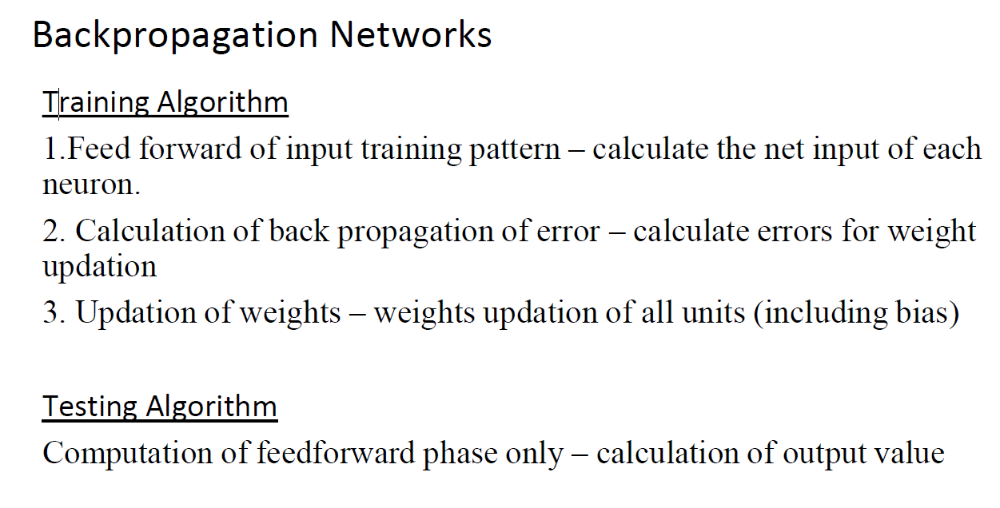 Backpropagation Networks
Training Algorithm
1.Feed forward of input training pattern – calculate the net input of each
neuron.
2. Calculation of back propagation of error – calculate errors for weight
updation
3. Updation of weights – weights updation of all units (including bias)
Testing Algorithm
Computation of feedforward phase only – calculation of output value